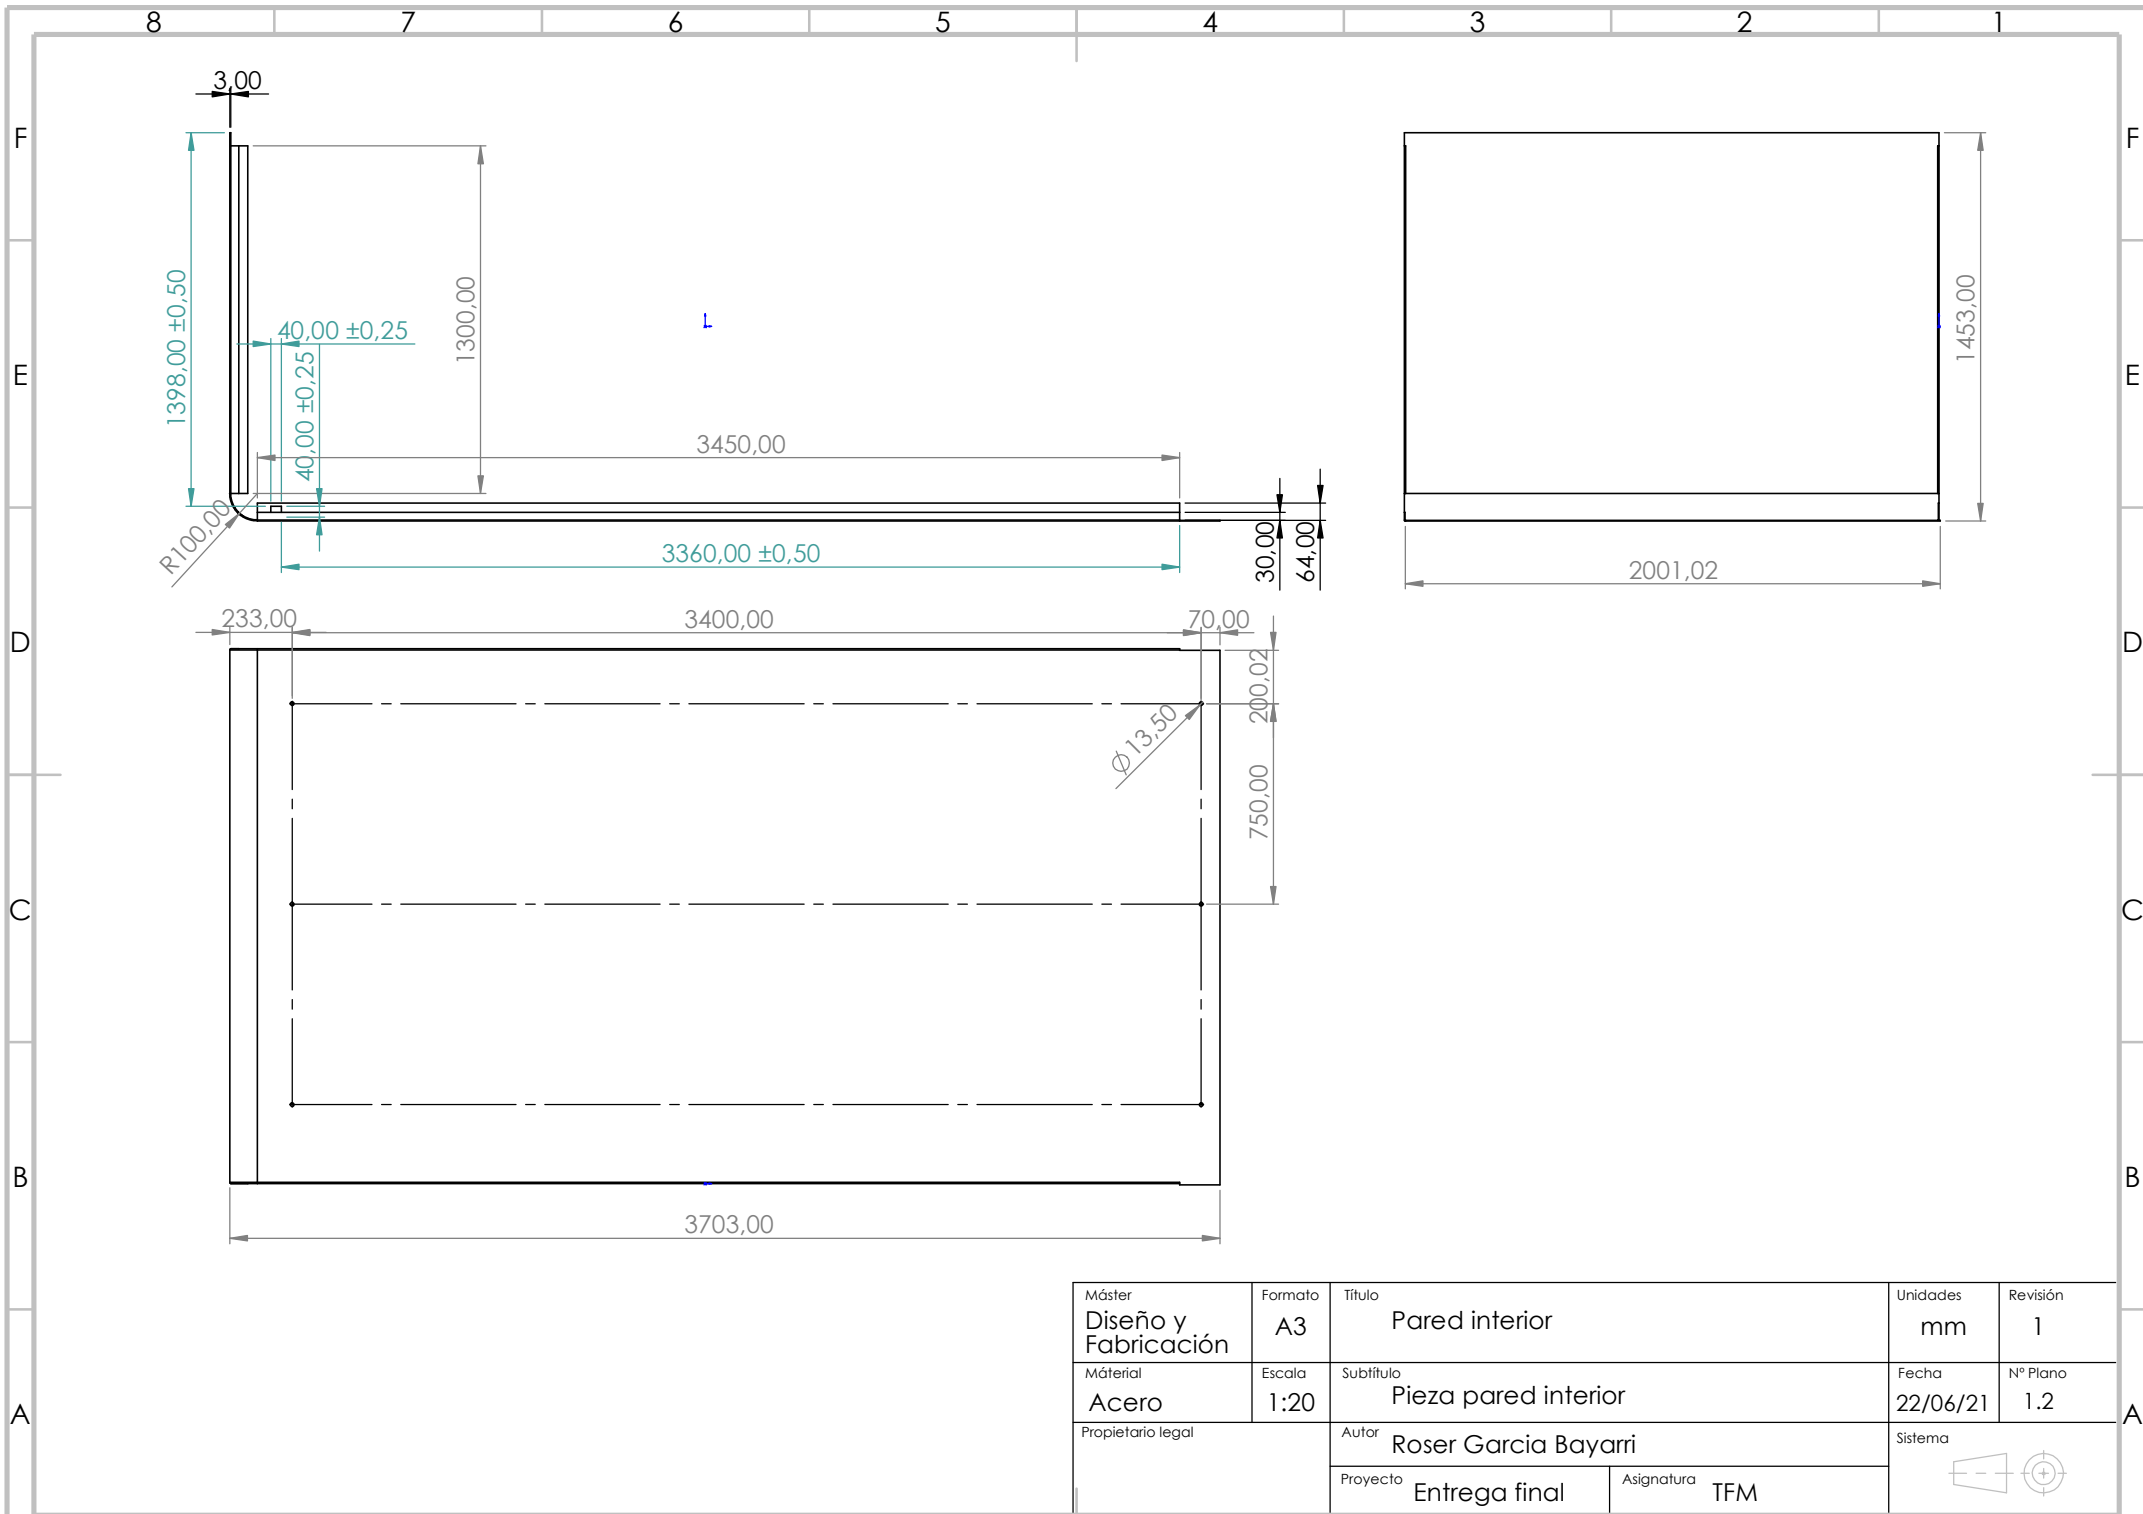 8 7 6 5 4 3 2 1
3,00
F F
1398,00 ±0,50
1300,00
40,00 ±0,25
40,00 ±0,25
1453,00
E E
3450,00
R100,00
3360,00 ±0,50
30,00
64,00
2001,02
233,00 3400,00 70,00
D D
200,02
Ø13,50
750,00
C C
B B
3703,00
A A
Máster
Diseño y
Fabricación
Formato
A3
Título
Pared interior
Unidades
mm
Revisión
1
Máterial
Acero
Escala
1:20
Subtítulo
Pieza pared interior
Fecha
22/06/21
Nº Plano
1.2
Propietario legal
Autor
Roser Garcia Bayarri
Sistema
Proyecto
Entrega final
Asignatura
TFM